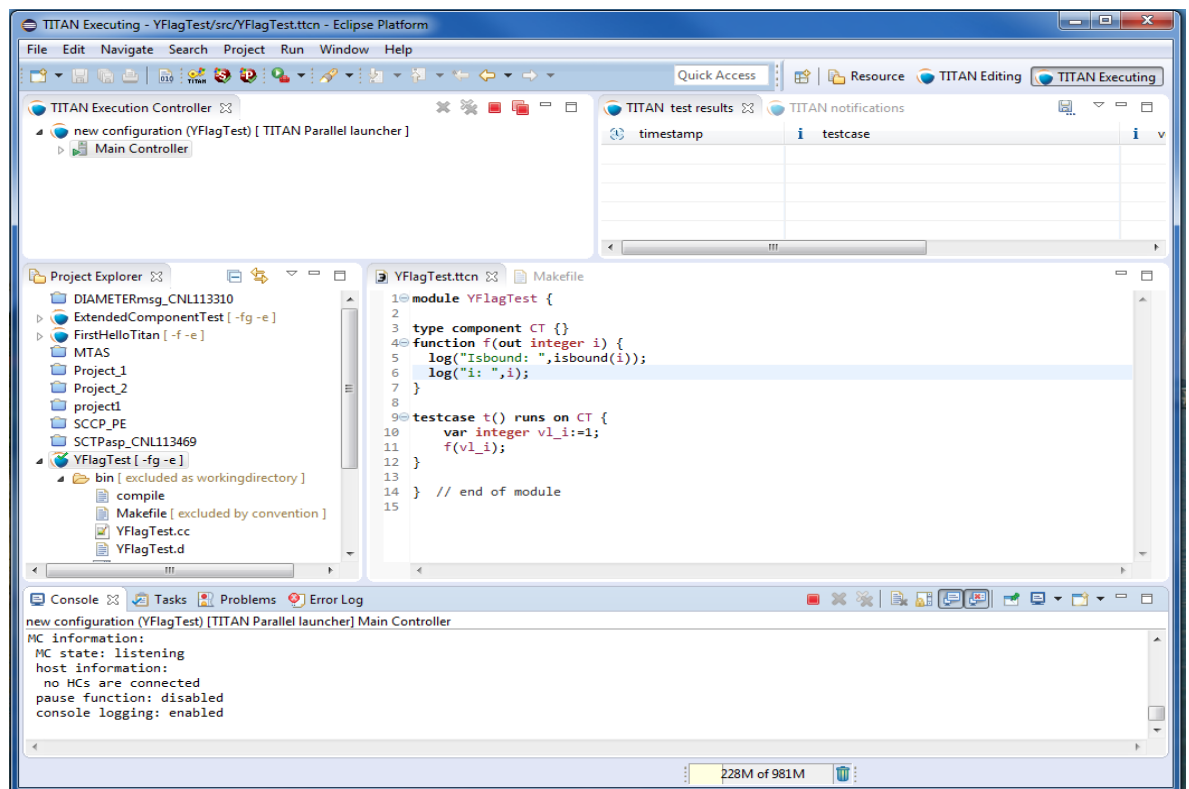 TITAN Executing - YFlagTest/src/YFlagTest.ttcn - Eclipse Platform
File Edit Navigate Search Project Run Window Help
010 TITAN Quick Access Resource TITAN Editing TITAN Executing
TITAN Execution Controller
new configuration (YFlagTest) [ TITAN Parallel launcher ]
Main Controller
TITAN test results TITAN notifications
timestamp i testcase i v
Project Explorer
DIAMETERmsg_CNL113310
ExtendedComponentTest [ -fg -e ]
FirstHelloTitan [ -f -e ]
MTAS
Project_1
Project_2
project1
SCCP_PE
SCTPasp_CNL113469
YFlagTest [ -fg -e ]
bin [ excluded as workingdirectory ]
compile
Makefile [ excluded by convention ]
YFlagTest.cc
YFlagTest.d
YFlagTest.ttcn Makefile
1 module YFlagTest {
2
3 type component CT {}
4 function f(out integer i) {
5 log("Isbound: ",isbound(i));
6 log("i: ",i);
7 }
8
9 testcase t() runs on CT {
10 var integer vl_i:=1;
11 f(vl_i);
12 }
13
14 } // end of module
15
Console Tasks Problems Error Log
new configuration (YFlagTest) [TITAN Parallel launcher] Main Controller
MC information:
MC state: listening
host information:
no HCs are connected
pause function: disabled
console logging: enabled
228M of 981M